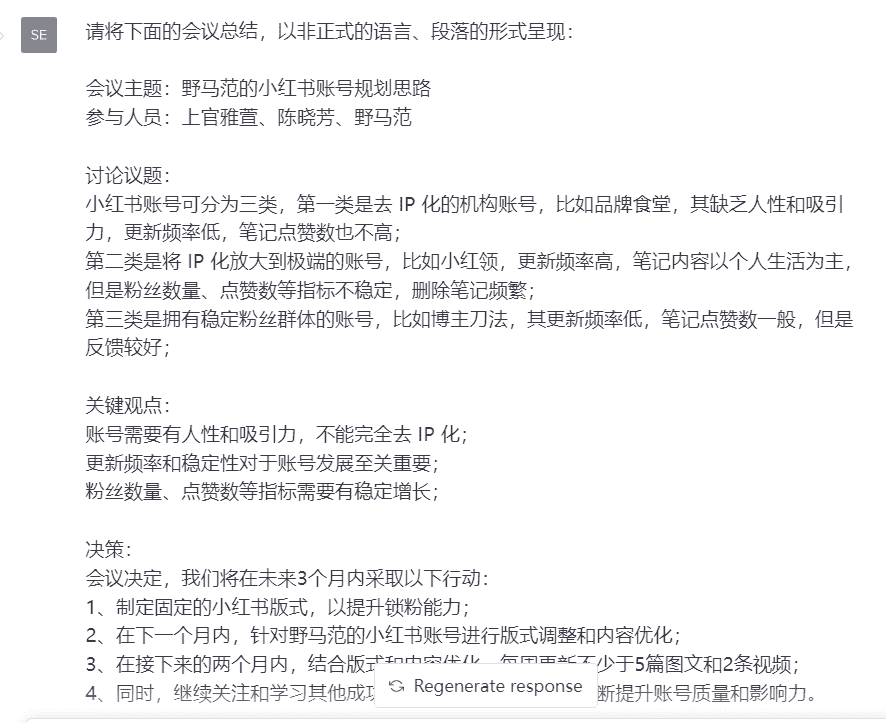 SE
请将下面的会议总结，以非正式的语言、段落的形式呈现：
会议主题：野马范的小红书账号规划思路
参与人员：上官雅萱、陈晓芳、野马范
讨论议题：
小红书账号可分为三类，第一类是去 IP 化的机构账号，比如品牌食堂，其缺乏人性和吸引
力，更新频率低，笔记点赞数也不高；
第二类是将 IP 化放大到极端的账号，比如小红领，更新频率高，笔记内容以个人生活为主，
但是粉丝数量、点赞数等指标不稳定，删除笔记频繁；
第三类是拥有稳定粉丝群体的账号，比如博主刀法，其更新频率低，笔记点赞数一般，但是
反馈较好；
关键观点：
账号需要有人性和吸引力，不能完全去 IP 化；
更新频率和稳定性对于账号发展至关重要；
粉丝数量、点赞数等指标需要有稳定增长；
决策：
会议决定，我们将在未来3个月内采取以下行动：
1、制定固定的小红书版式，以提升锁粉能力；
2、在下一个月内，针对野马范的小红书账号进行版式调整和内容优化；
3、在接下来的两个月内，结合版式和内容优化，每周更新不少于5篇图文和2条视频；
4、同时，继续关注和学习其他成 断提升账号质量和影响力。
Regenerate response